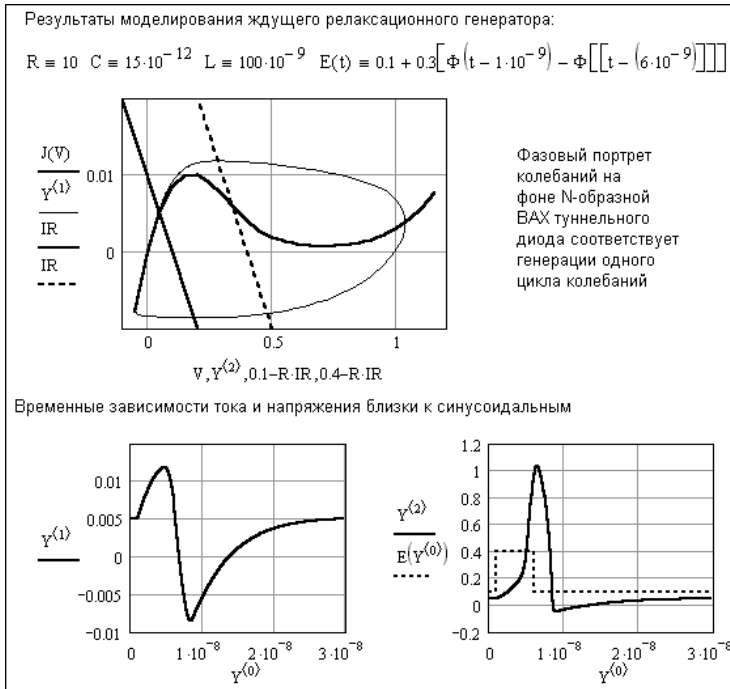 Результаты моделирования ждущего релаксационного генератора:
R ≡ 10 C ≡ 15·10⁻¹² L ≡ 100·10⁻⁹ E(t) ≡ 0.1 + 0.3[Φ(t − 1·10⁻⁹) − Φ[[t − (6·10⁻⁹)]]]
J(V)
Y⟨1⟩
IR
IR
0.01
0
0
0.5
1
V,Y⟨2⟩,0.1−R·IR,0.4−R·IR
Фазовый портрет
колебаний на
фоне N-образной
ВАХ туннельного
диода соответствует
генерации одного
цикла колебаний
Временные зависимости тока и напряжения близки к синусоидальным
Y⟨1⟩
0.01
0.005
0
−0.005
−0.01
0
1·10⁻⁸
2·10⁻⁸
3·10⁻⁸
Y⟨0⟩
Y⟨2⟩
E(Y⟨0⟩)
1.2
1
0.8
0.6
0.4
0.2
0
−0.2
0
1·10⁻⁸
2·10⁻⁸
3·10⁻⁸
Y⟨0⟩